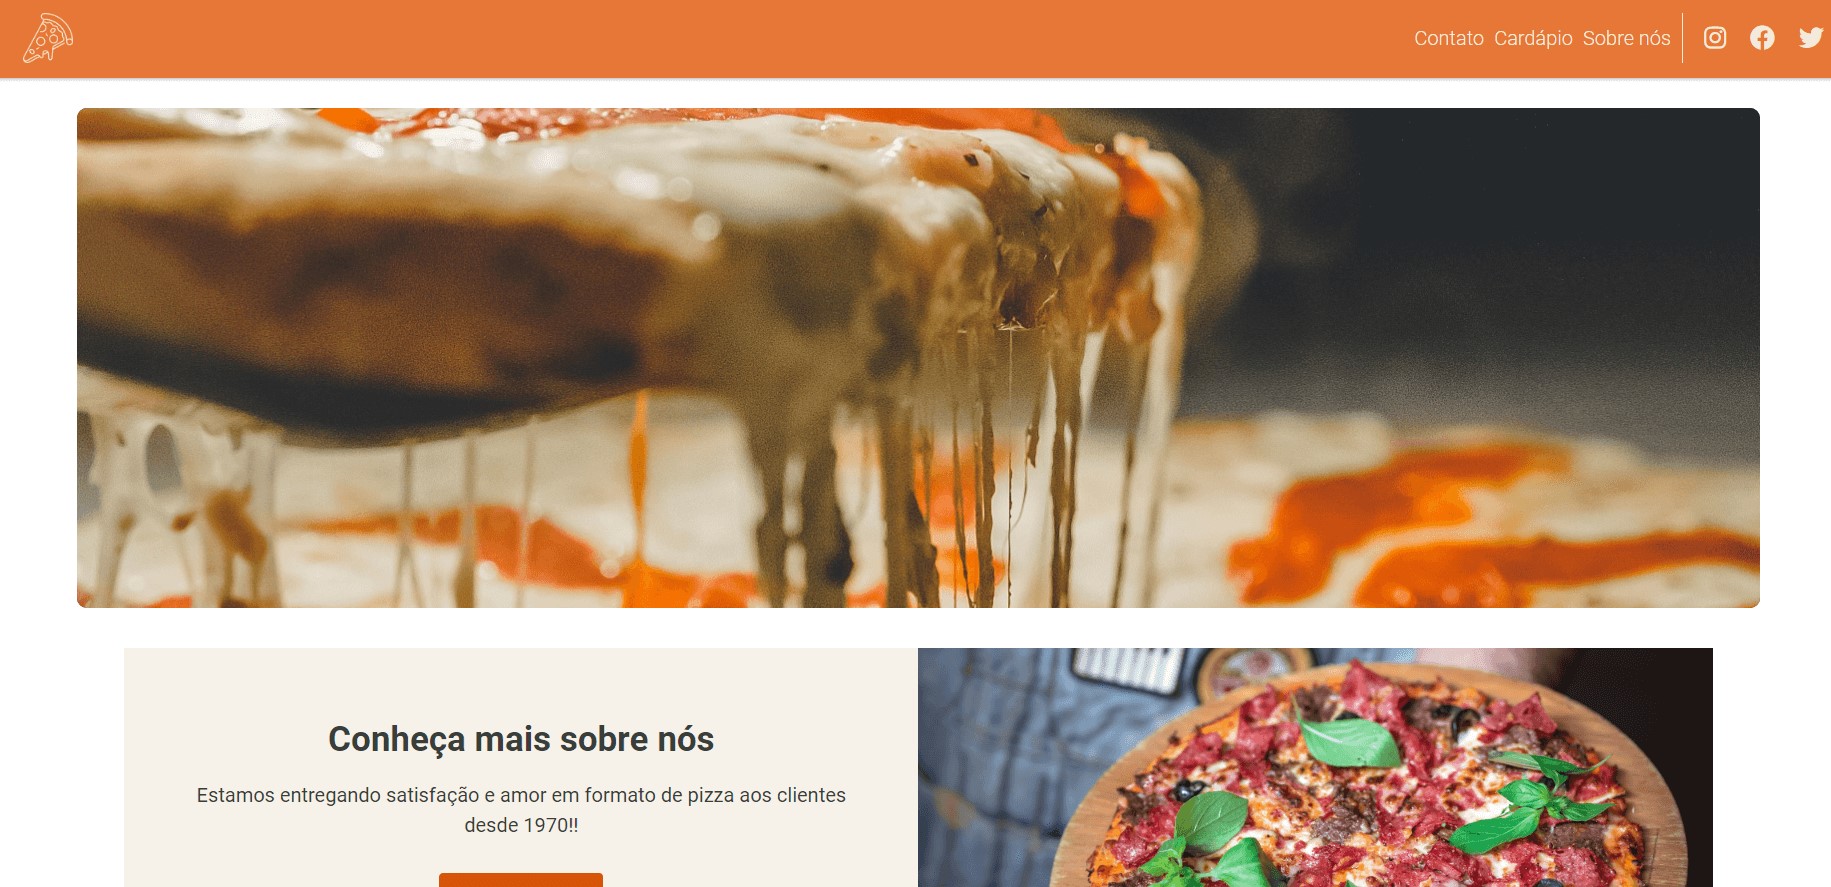 Contato Cardápio Sobre nós
Conheça mais sobre nós
Estamos entregando satisfação e amor em formato de pizza aos clientes
desde 1970!!